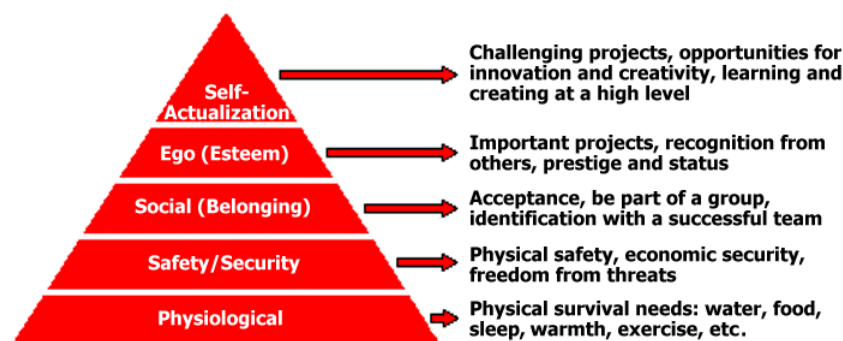 Self-
Actualization
Challenging projects, opportunities for
innovation and creativity, learning and
creating at a high level
Ego (Esteem)
Important projects, recognition from
others, prestige and status
Social (Belonging)
Acceptance, be part of a group,
identification with a successful team
Safety/Security
Physical safety, economic security,
freedom from threats
Physiological
Physical survival needs: water, food,
sleep, warmth, exercise, etc.